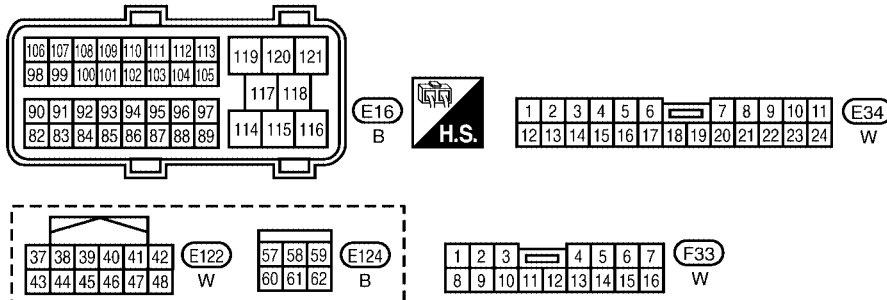 106 107 108 109 110 111 112 113
98 99 100 101 102 103 104 105
90 91 92 93 94 95 96 97
82 83 84 85 86 87 88 89
119 120 121
117 118
114 115 116
E16
B
H.S.
1 2 3 4 5 6 7 8 9 10 11
12 13 14 15 16 17 18 19 20 21 22 23 24
E34
W
37 38 39 40 41 42
43 44 45 46 47 48
E122
W
57 58 59
60 61 62
E124
B
1 2 3 4 5 6 7
8 9 10 11 12 13 14 15 16
F33
W